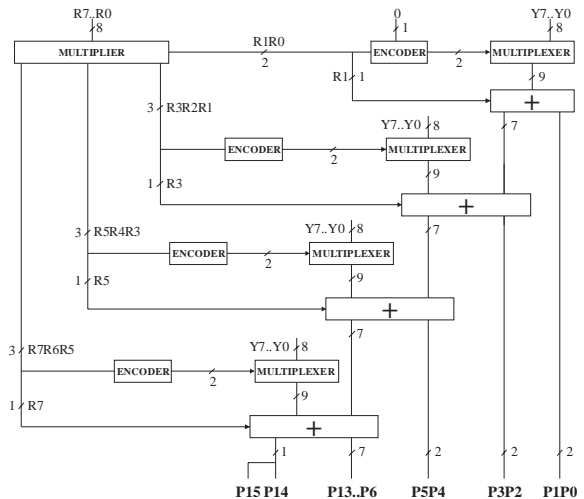 R7..R0 0 Y7..Y0
8 1 8
MULTIPLIER R1R0 2 ENCODER 2 MULTIPLEXER
R1 1 9
3 R3R2R1 +
Y7..Y0 8 7
ENCODER 2 MULTIPLEXER
1 R3 9
+
3 R5R4R3 Y7..Y0 8 7
ENCODER 2 MULTIPLEXER
1 R5 9
+
3 R7R6R5 Y7..Y0 8 7
ENCODER 2 MULTIPLEXER
1 R7 9
+
1 7 2 2 2
P15 P14 P13..P6 P5P4 P3P2 P1P0